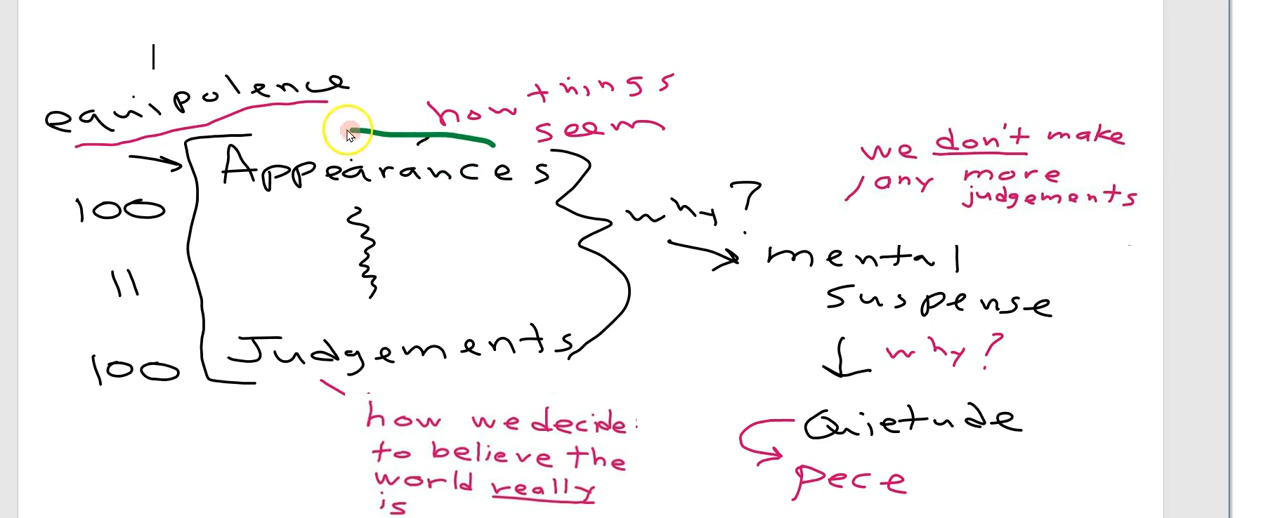 equipolence
how things
seem
Appearances
100
11
100
Judgements
how we decide:
to believe the
world really
is
why?
we don't make
any more
judgements
mental
suspense
why?
Quietude
pece